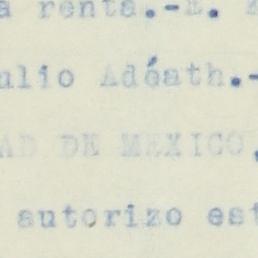 a renta.-E.
ulio Adéath.-
AD DE MEXICO.
autorizo est